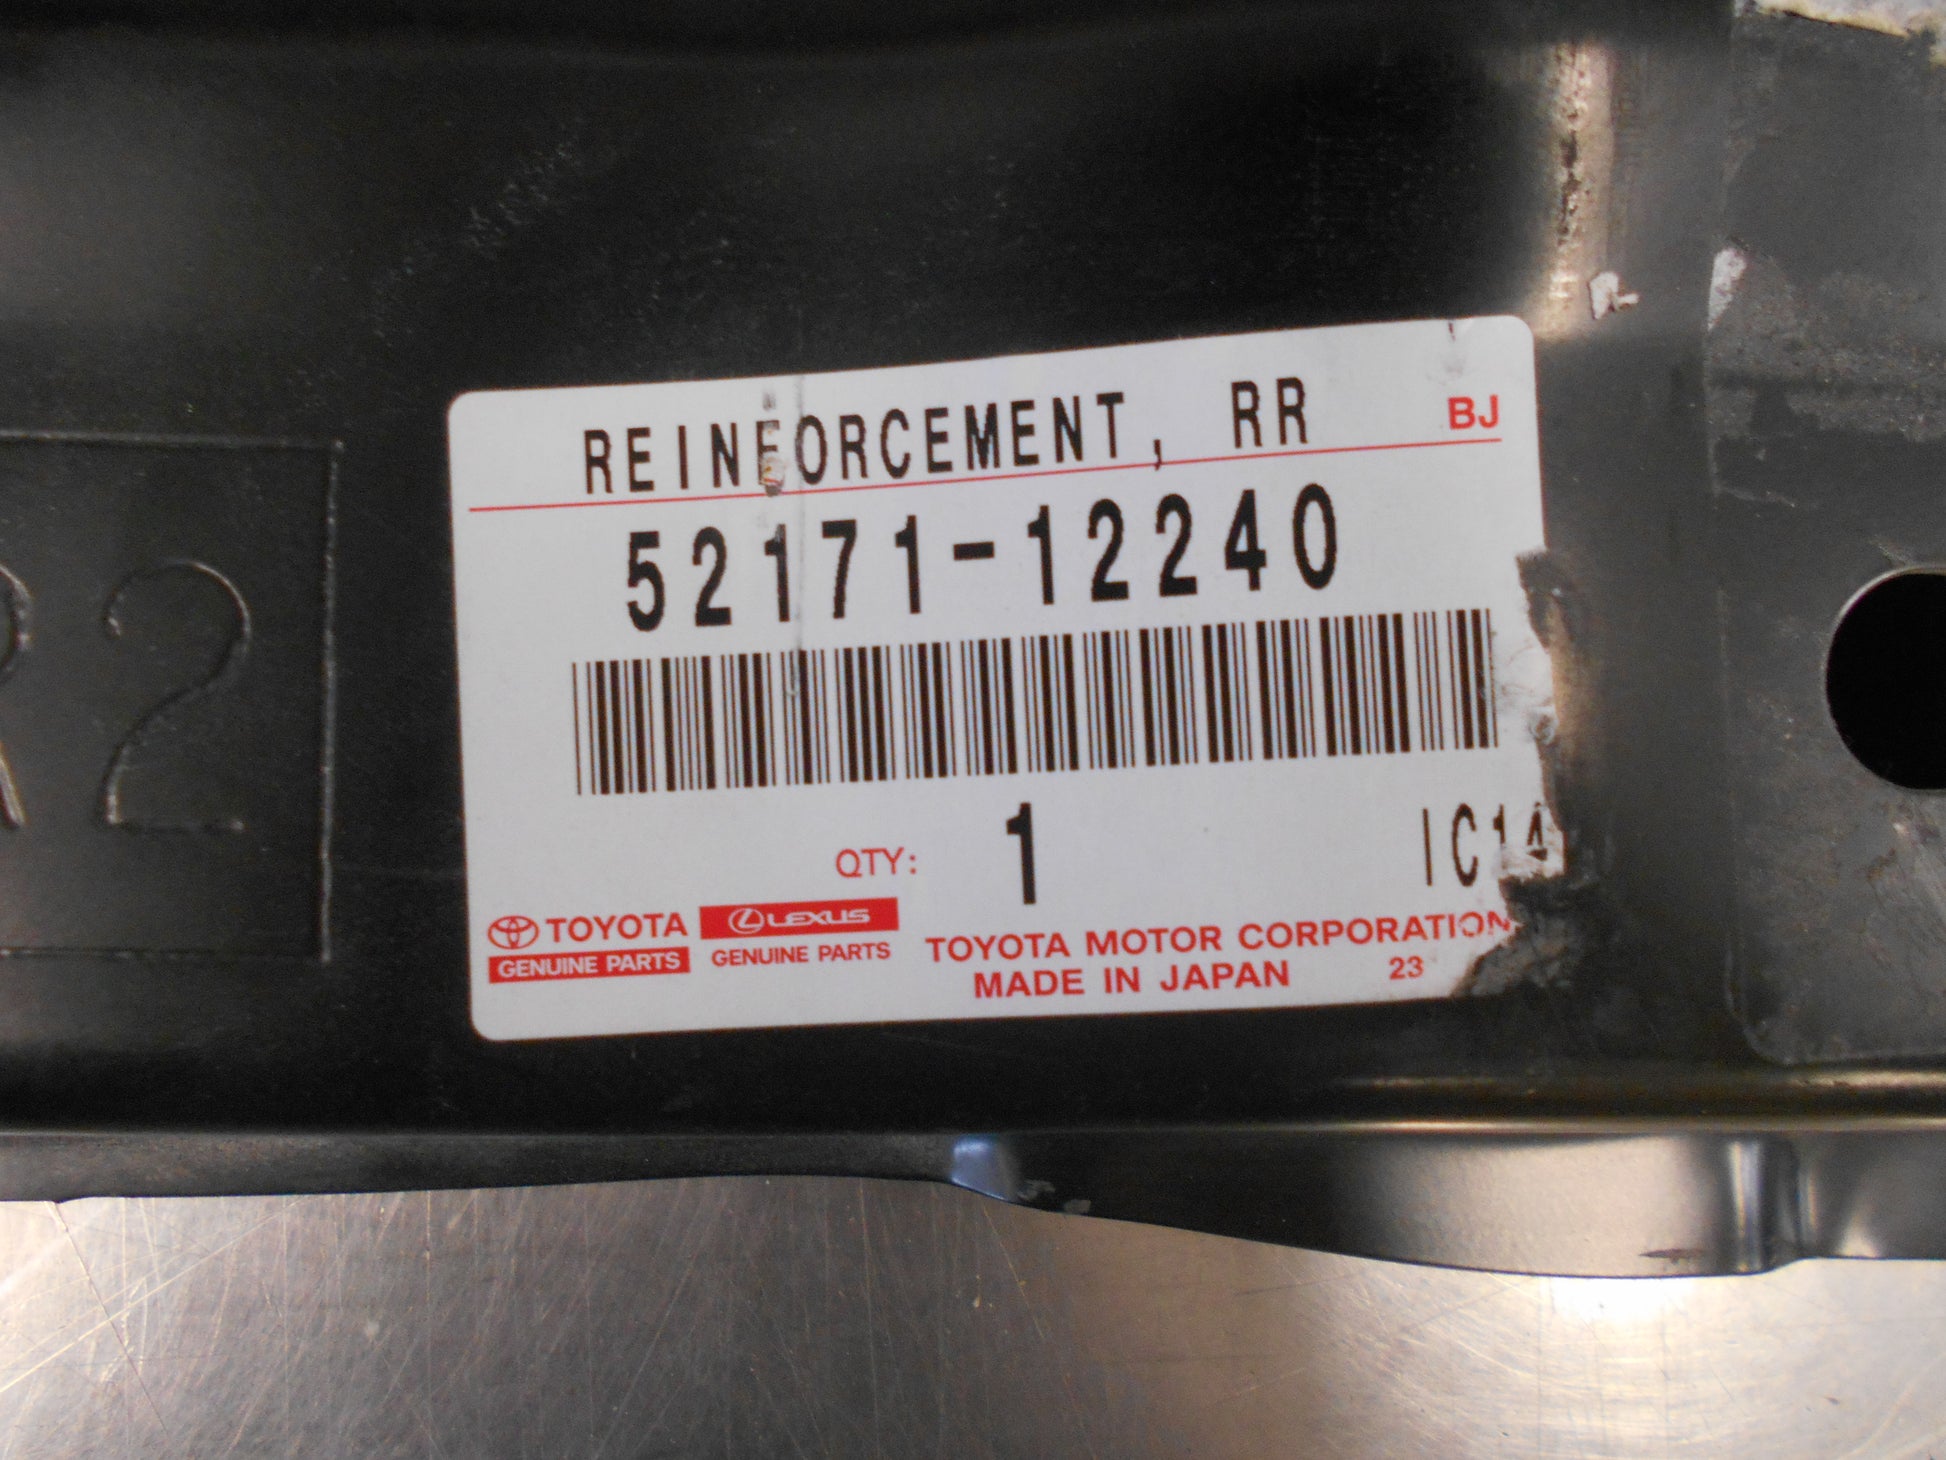 REINFORCEMENT, RR BJ
52171-12240
QTY: 1 IC14
TOYOTA
GENUINE PARTS
LEXUS
GENUINE PARTS
TOYOTA MOTOR CORPORATION
MADE IN JAPAN 23
R2